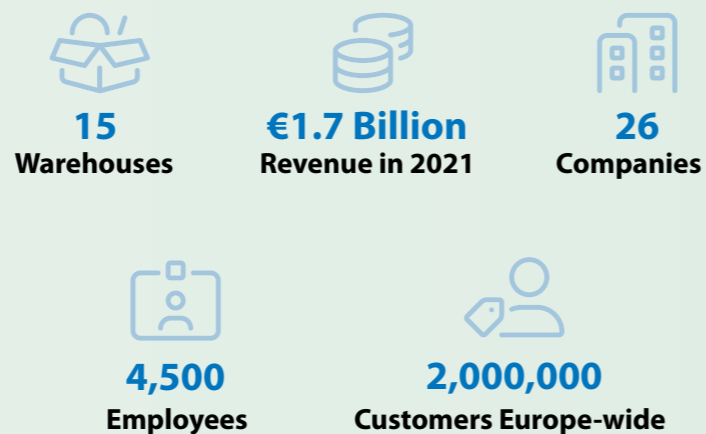 15
Warehouses
€1.7 Billion
Revenue in 2021
26
Companies
4,500
Employees
2,000,000
Customers Europe-wide